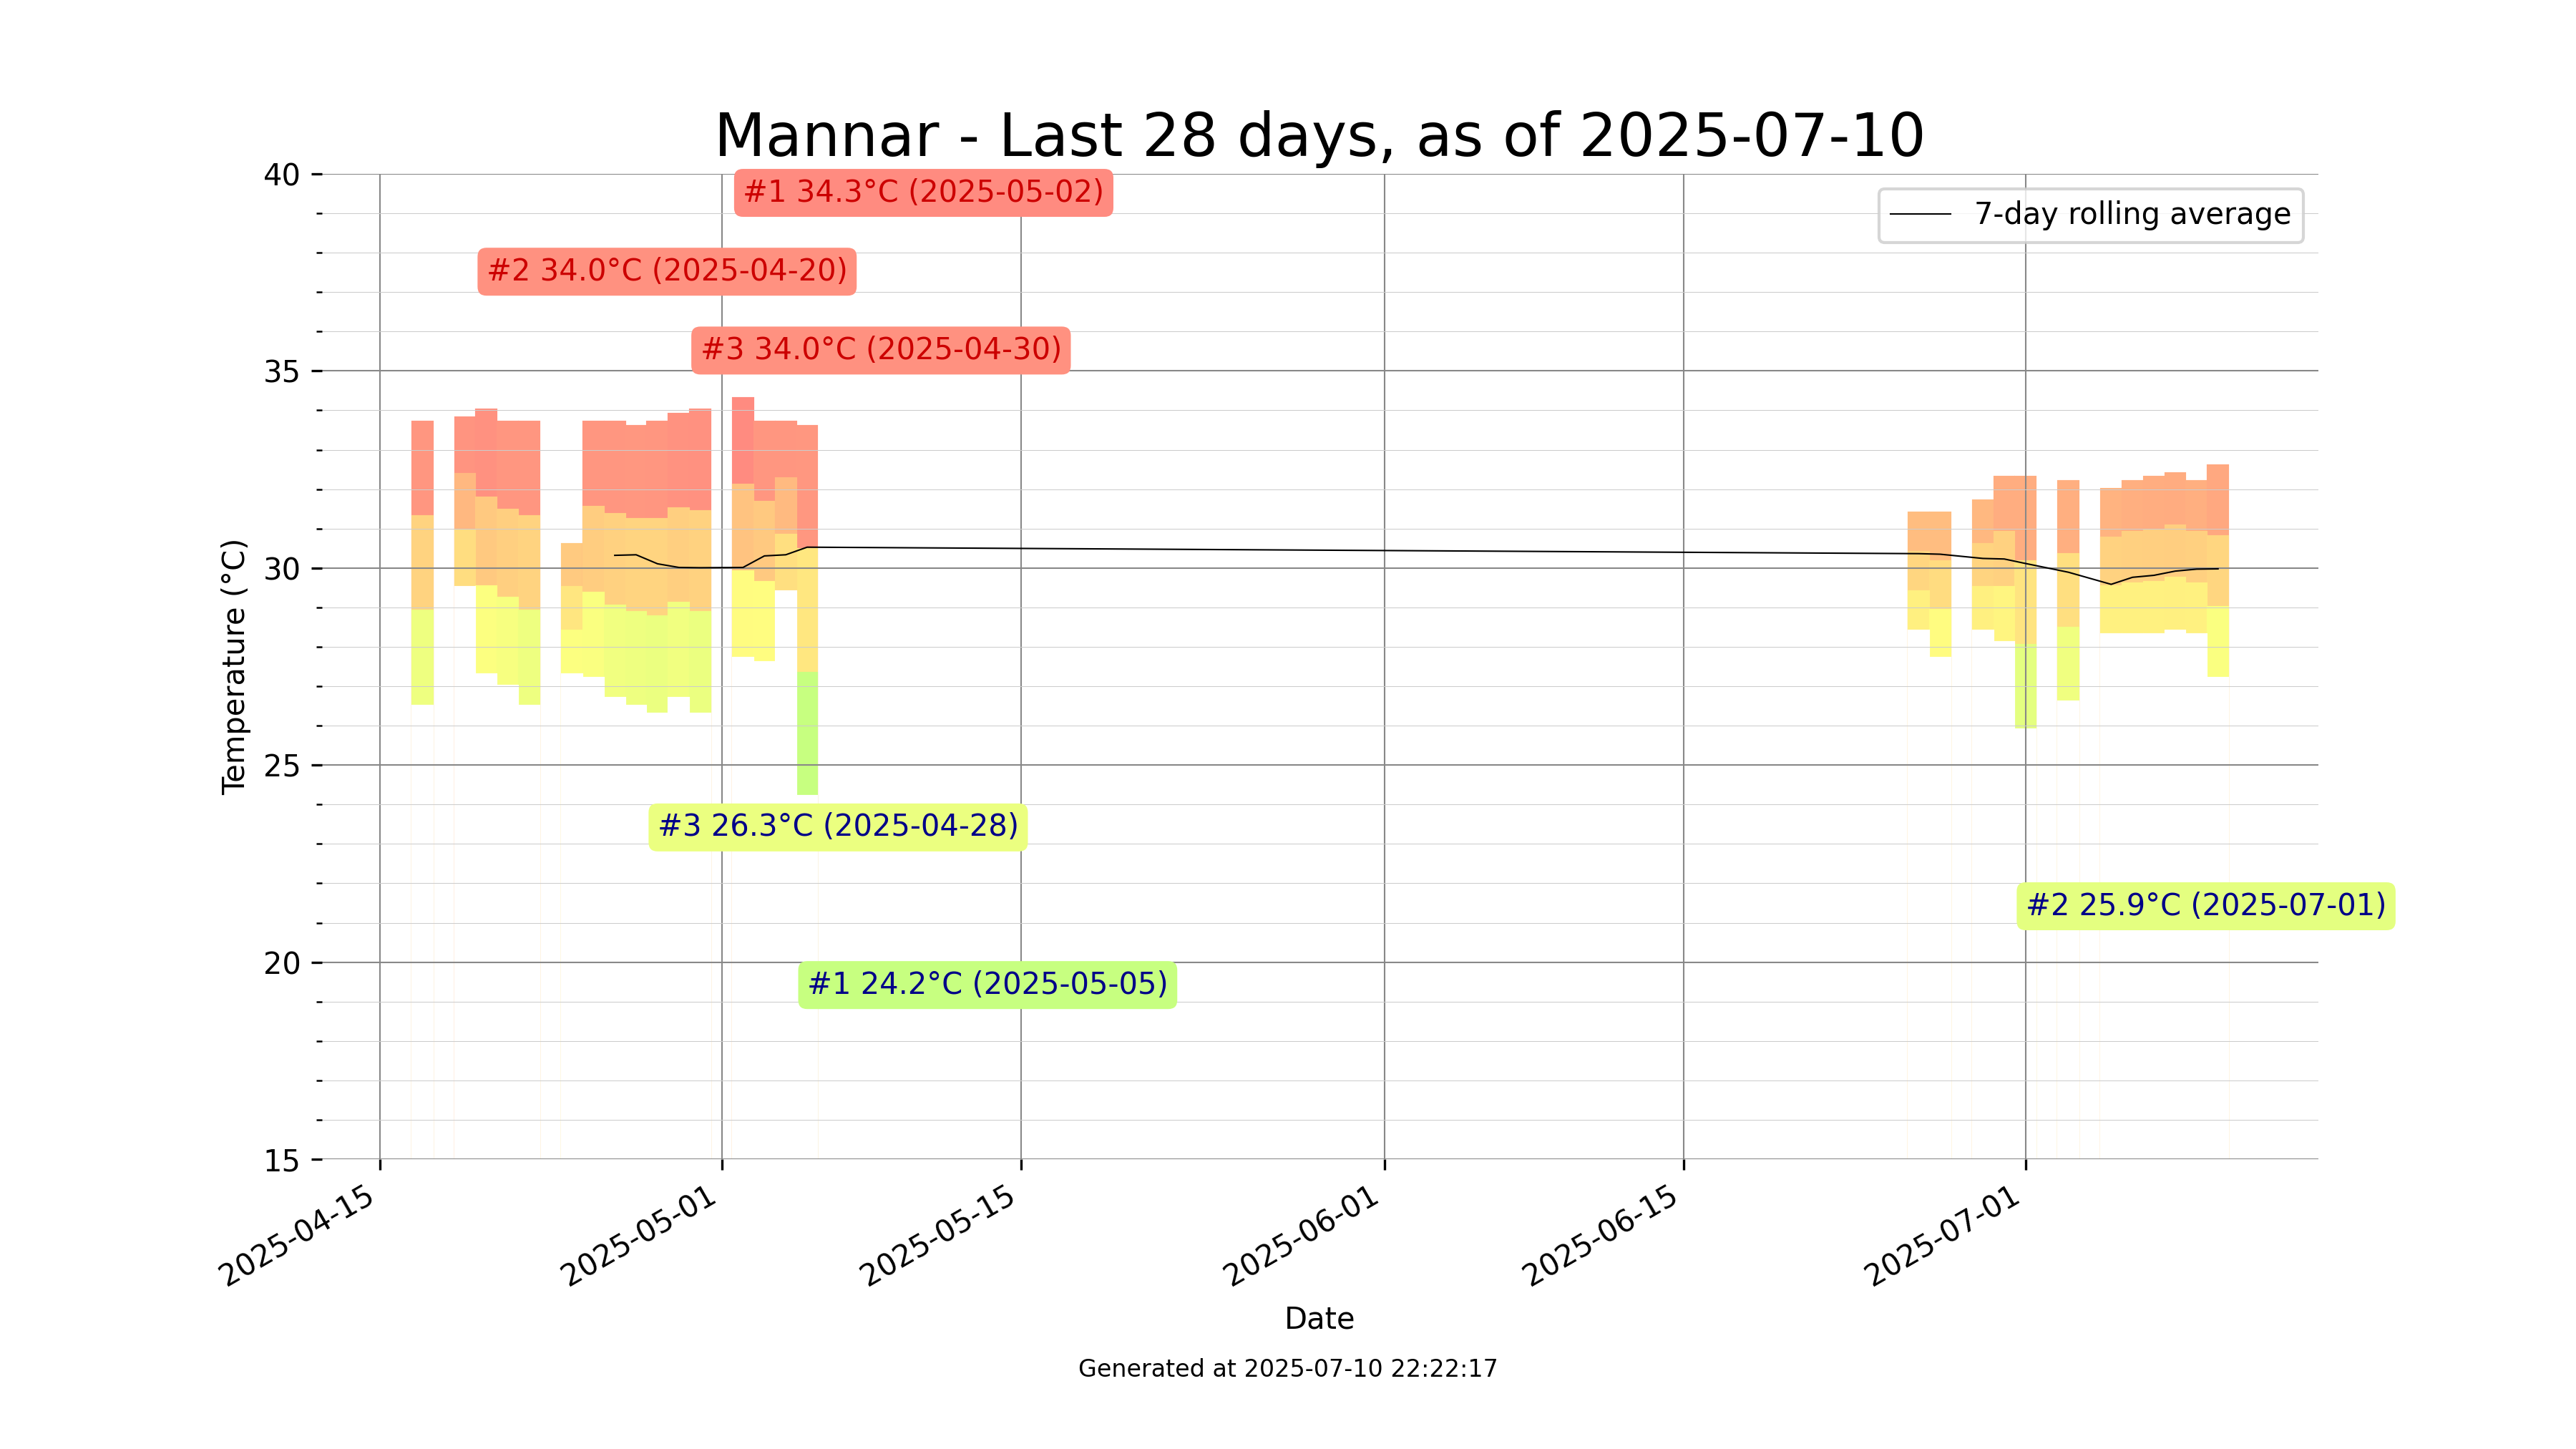 Mannar - Last 28 days, as of 2025-07-10
40
#1 34.3°C (2025-05-02)
7-day rolling average
#2 34.0°C (2025-04-20)
#3 34.0°C (2025-04-30)
35
30
Temperature (°C)
25
#3 26.3°C (2025-04-28)
#2 25.9°C (2025-07-01)
20
#1 24.2°C (2025-05-05)
15
2025-04-15
2025-05-01
2025-05-15
2025-06-01
2025-06-15
2025-07-01
Date
Generated at 2025-07-10 22:22:17